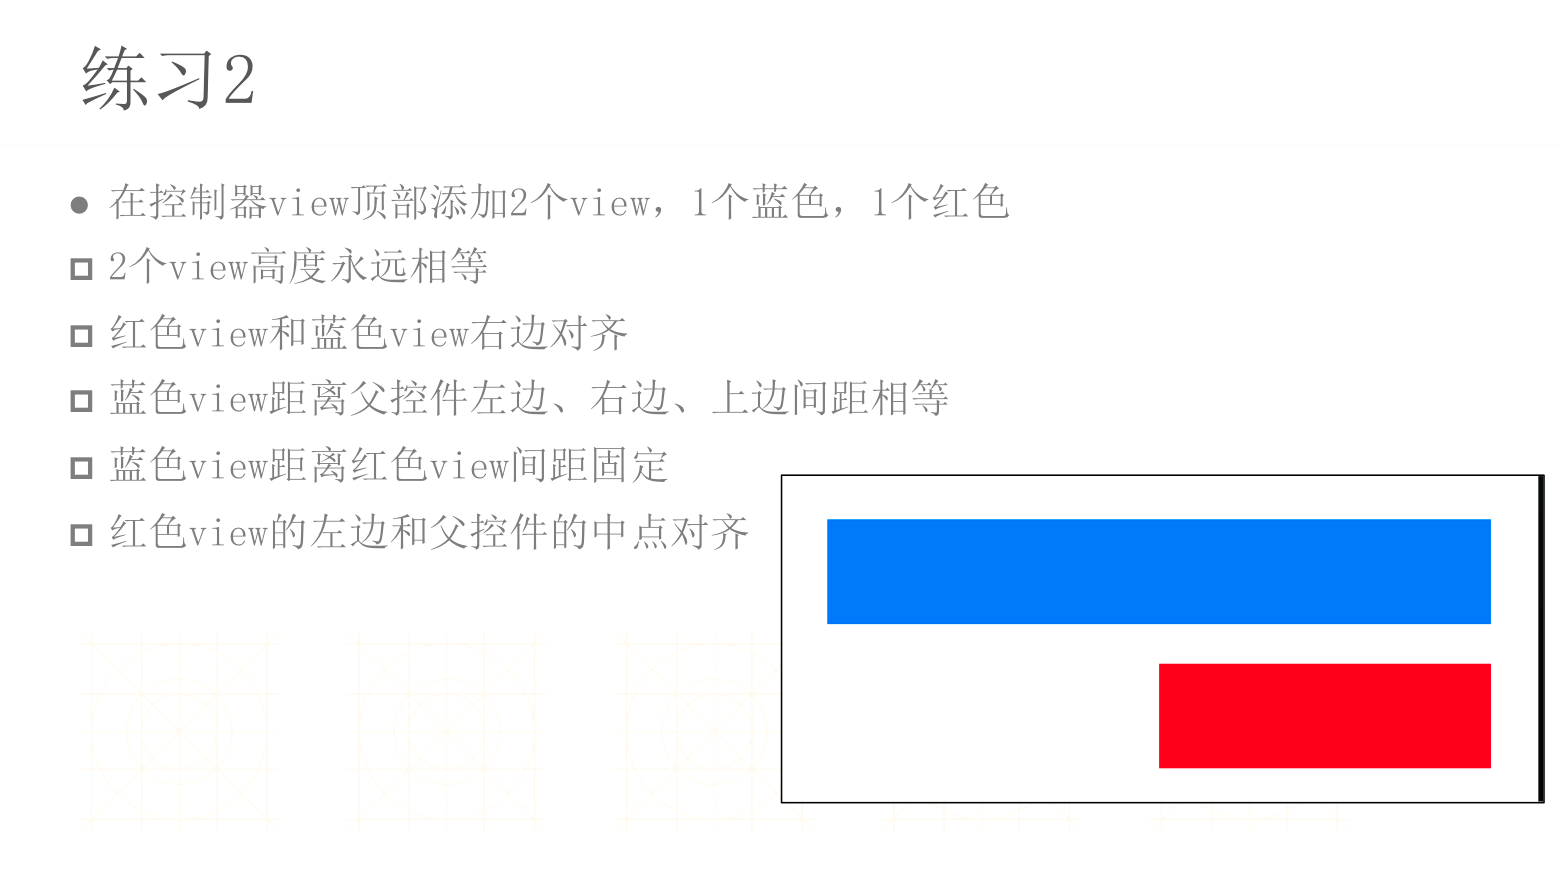 练习2
在控制器view顶部添加2个view，1个蓝色，1个红色
2个view高度永远相等
红色view和蓝色view右边对齐
蓝色view距离父控件左边、右边、上边间距相等
蓝色view距离红色view间距固定
红色view的左边和父控件的中点对齐